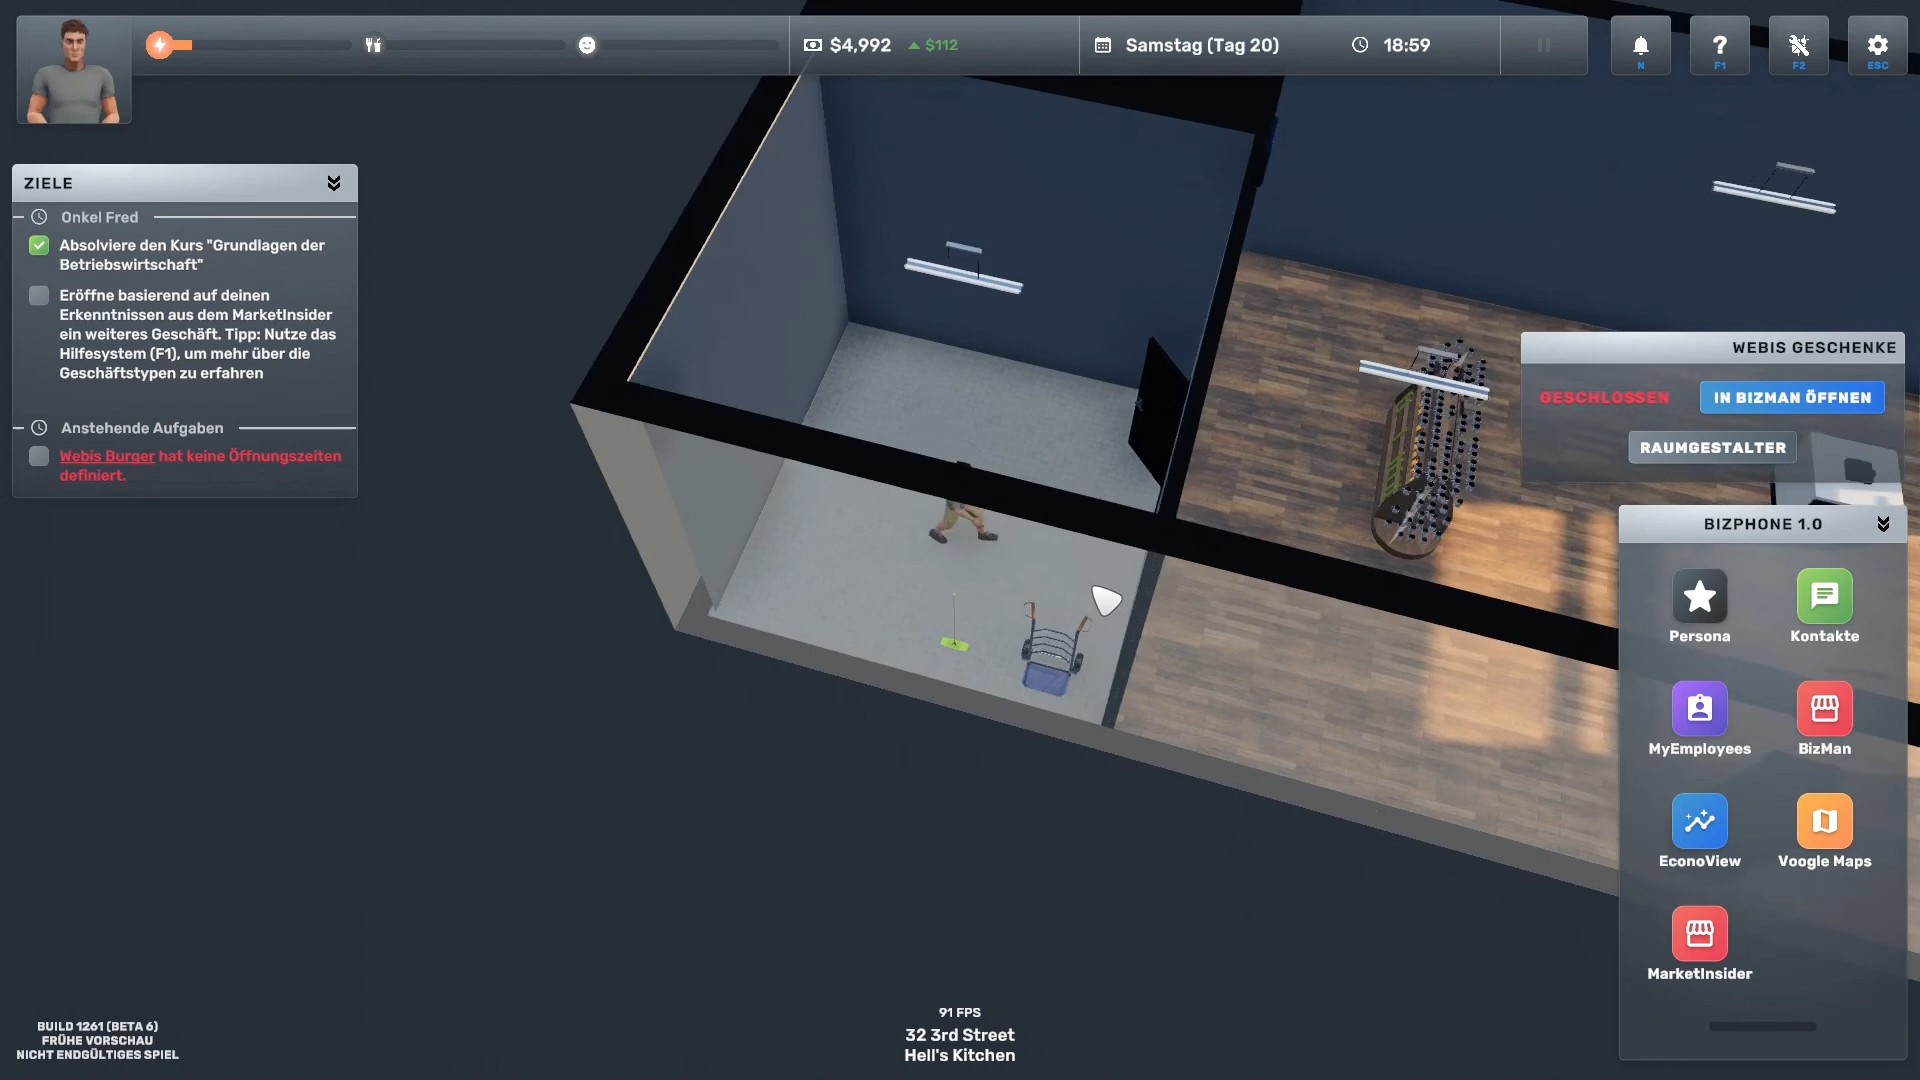 $4,992
$112
Samstag (Tag 20)
18:59
N
F1
F2
ESC
ZIELE
Onkel Fred
Absolviere den Kurs "Grundlagen der
Betriebswirtschaft"
Eröffne basierend auf deinen
Erkenntnissen aus dem MarketInsider
ein weiteres Geschäft. Tipp: Nutze das
Hilfesystem (F1), um mehr über die
Geschäftstypen zu erfahren
Anstehende Aufgaben
Webis Burger hat keine Öffnungszeiten
definiert.
WEBIS GESCHENKE
GESCHLOSSEN
IN BIZMAN ÖFFNEN
RAUMGESTALTER
BIZPHONE 1.0
Persona
Kontakte
MyEmployees
BizMan
EconoView
Voogle Maps
MarketInsider
BUILD 1261 (BETA 6)
FRÜHE VORSCHAU
NICHT ENDGÜLTIGES SPIEL
91 FPS
32 3rd Street
Hell's Kitchen